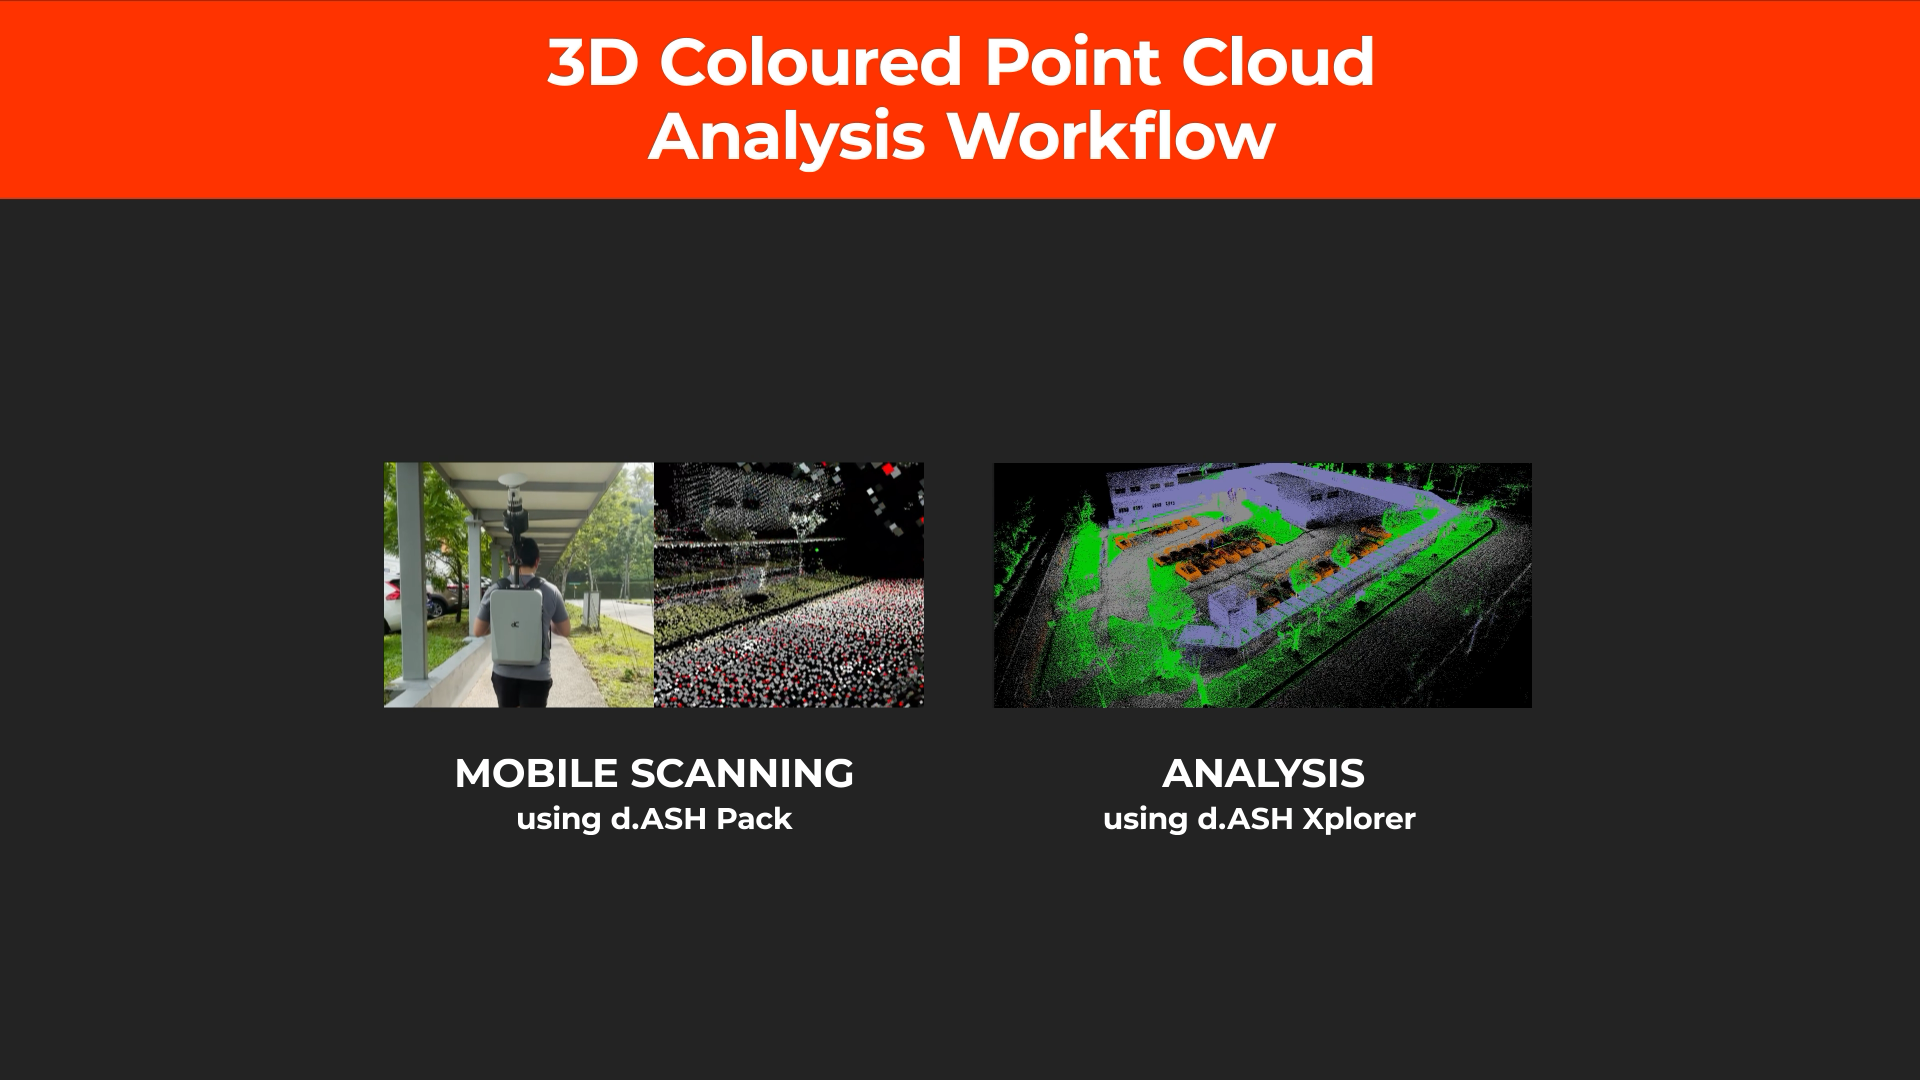 3D Coloured Point Cloud
Analysis Workflow
MOBILE SCANNING
using d.ASH Pack
ANALYSIS
using d.ASH Xplorer